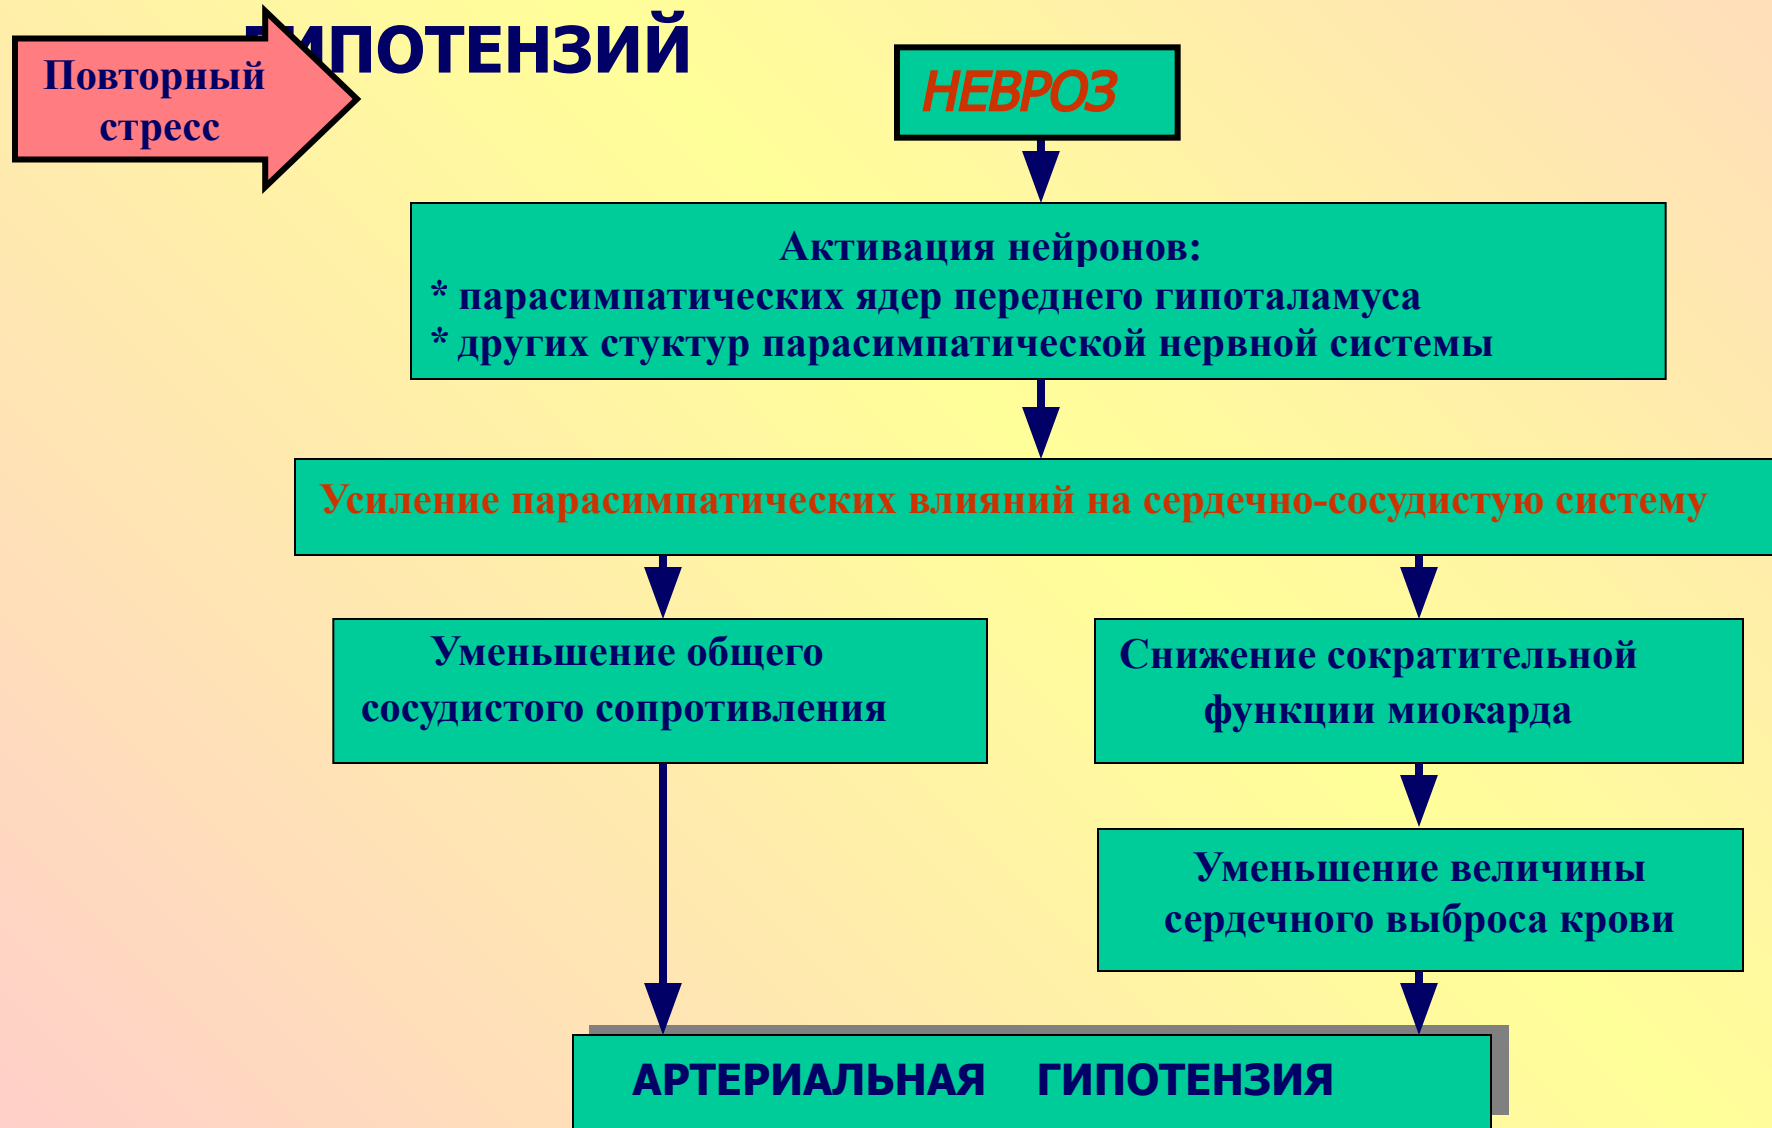 ГИПОТЕНЗИЙ
Повторный
стресс
НЕВРОЗ
Активация нейронов:
* парасимпатических ядер переднего гипоталамуса
* других стуктур парасимпатической нервной системы
Усиление парасимпатических влияний на сердечно-сосудистую систему
Уменьшение общего
сосудистого сопротивления
Снижение сократительной
функции миокарда
Уменьшение величины
сердечного выброса крови
АРТЕРИАЛЬНАЯ ГИПОТЕНЗИЯ